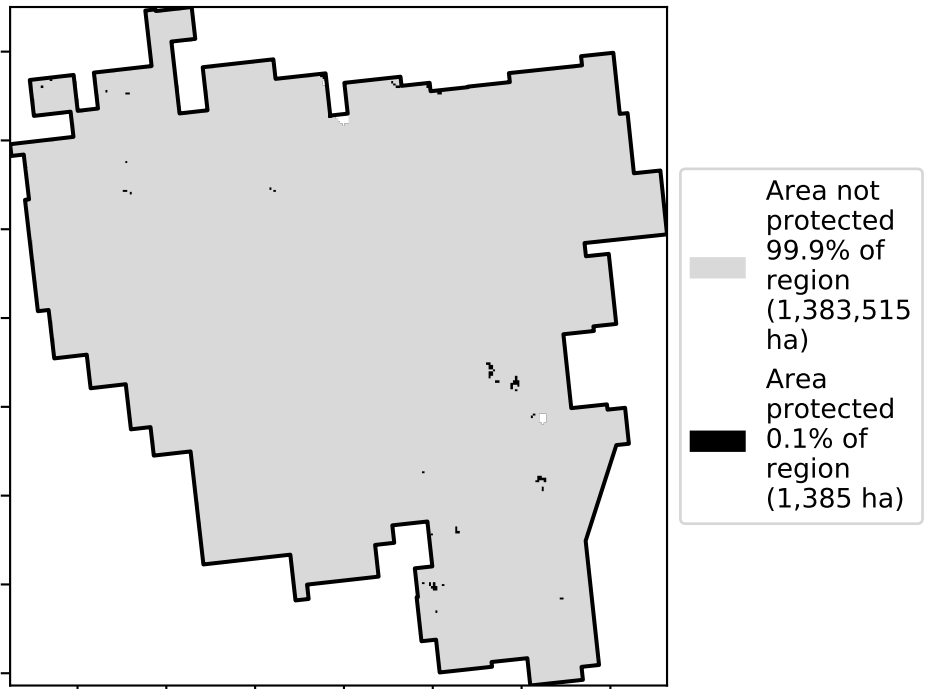 Area not
protected
99.9% of
region
(1,383,515
ha)
Area
protected
0.1% of
region
(1,385 ha)